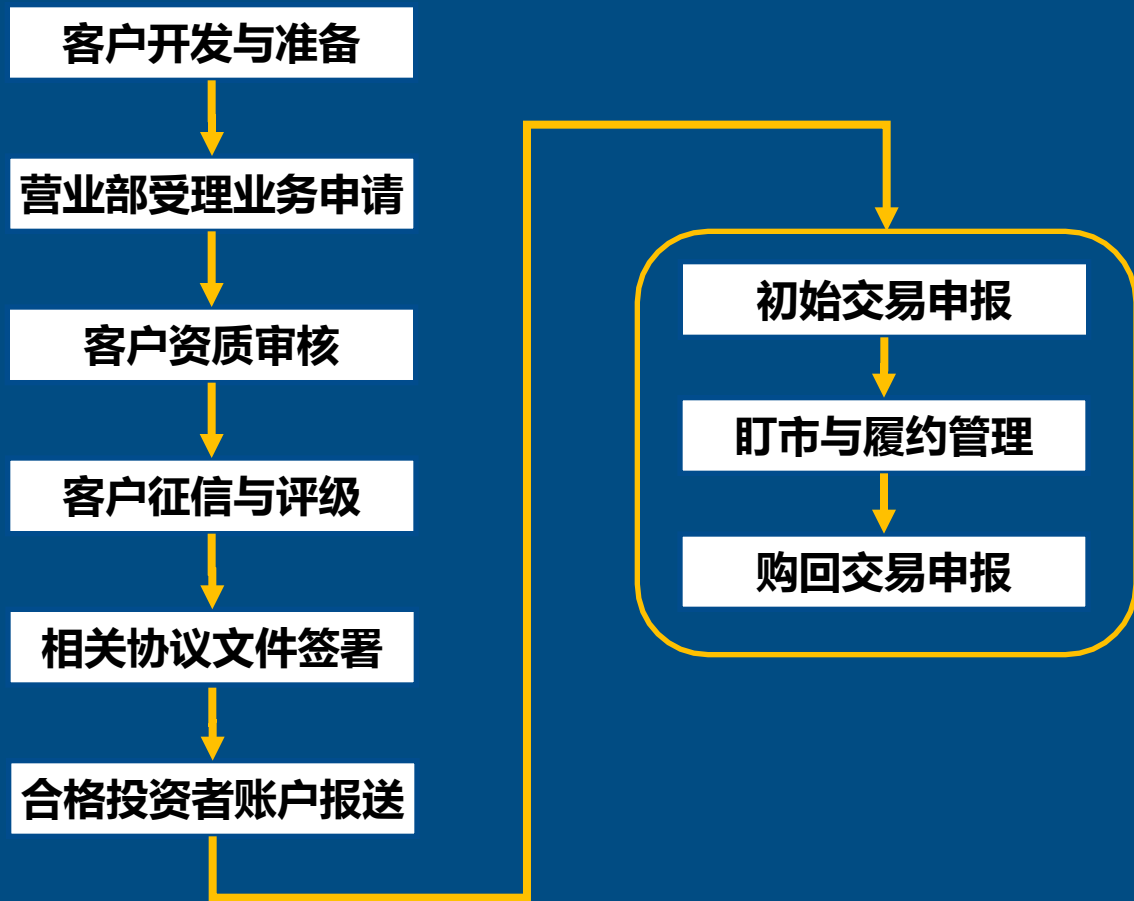 客户开发与准备
营业部受理业务申请
客户资质审核
客户征信与评级
相关协议文件签署
合格投资者账户报送
初始交易申报
盯市与履约管理
购回交易申报